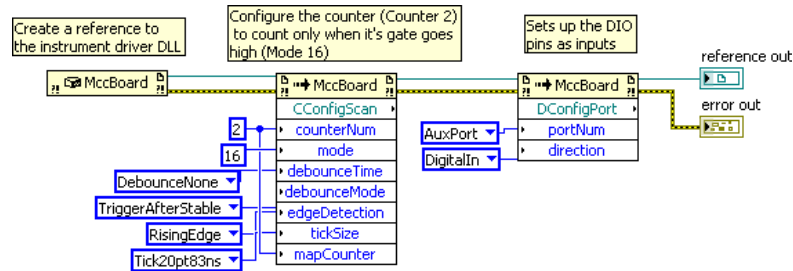 Create a reference to
the instrument driver DLL
Configure the counter (Counter 2)
to count only when it's gate goes
high (Mode 16)
Sets up the DIO
pins as inputs
reference out
error out
MccBoard
MccBoard
CConfigScan
counterNum
mode
debounceTime
debounceMode
edgeDetection
tickSize
mapCounter
2
16
DebounceNone
TriggerAfterStable
RisingEdge
Tick20pt83ns
MccBoard
DConfigPort
portNum
direction
AuxPort
DigitalIn